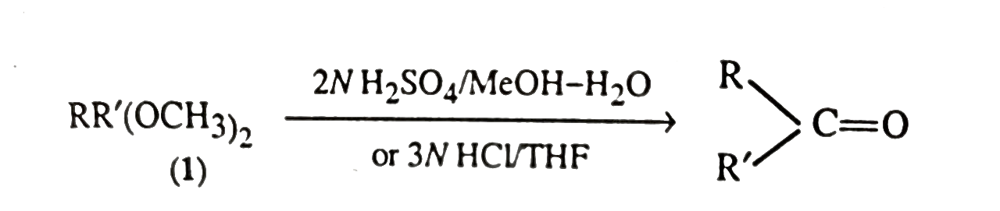 2N H₂SO₄/MeOH–H₂O
RR′(OCH₃)₂
(1)
or 3N HCl/THF
R
C=O
R′